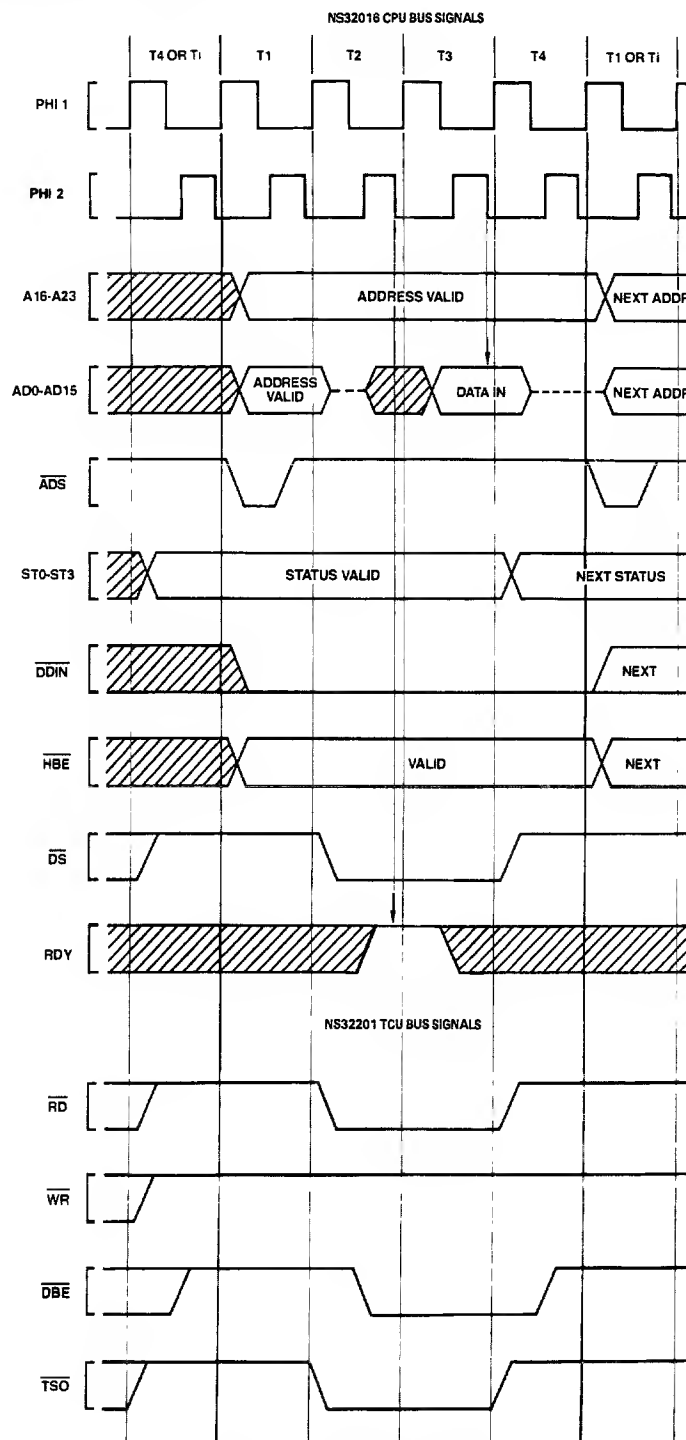 NS32016 CPU BUS SIGNALS
T4 OR Ti T1 T2 T3 T4 T1 OR Ti
PHI 1
PHI 2
A16-A23 ADDRESS VALID NEXT ADDR
AD0-AD15 ADDRESS VALID DATA IN NEXT ADDR
ADS
ST0-ST3 STATUS VALID NEXT STATUS
DDIN NEXT
HBE VALID NEXT
DS
RDY
NS32201 TCU BUS SIGNALS
RD
WR
DBE
TSO